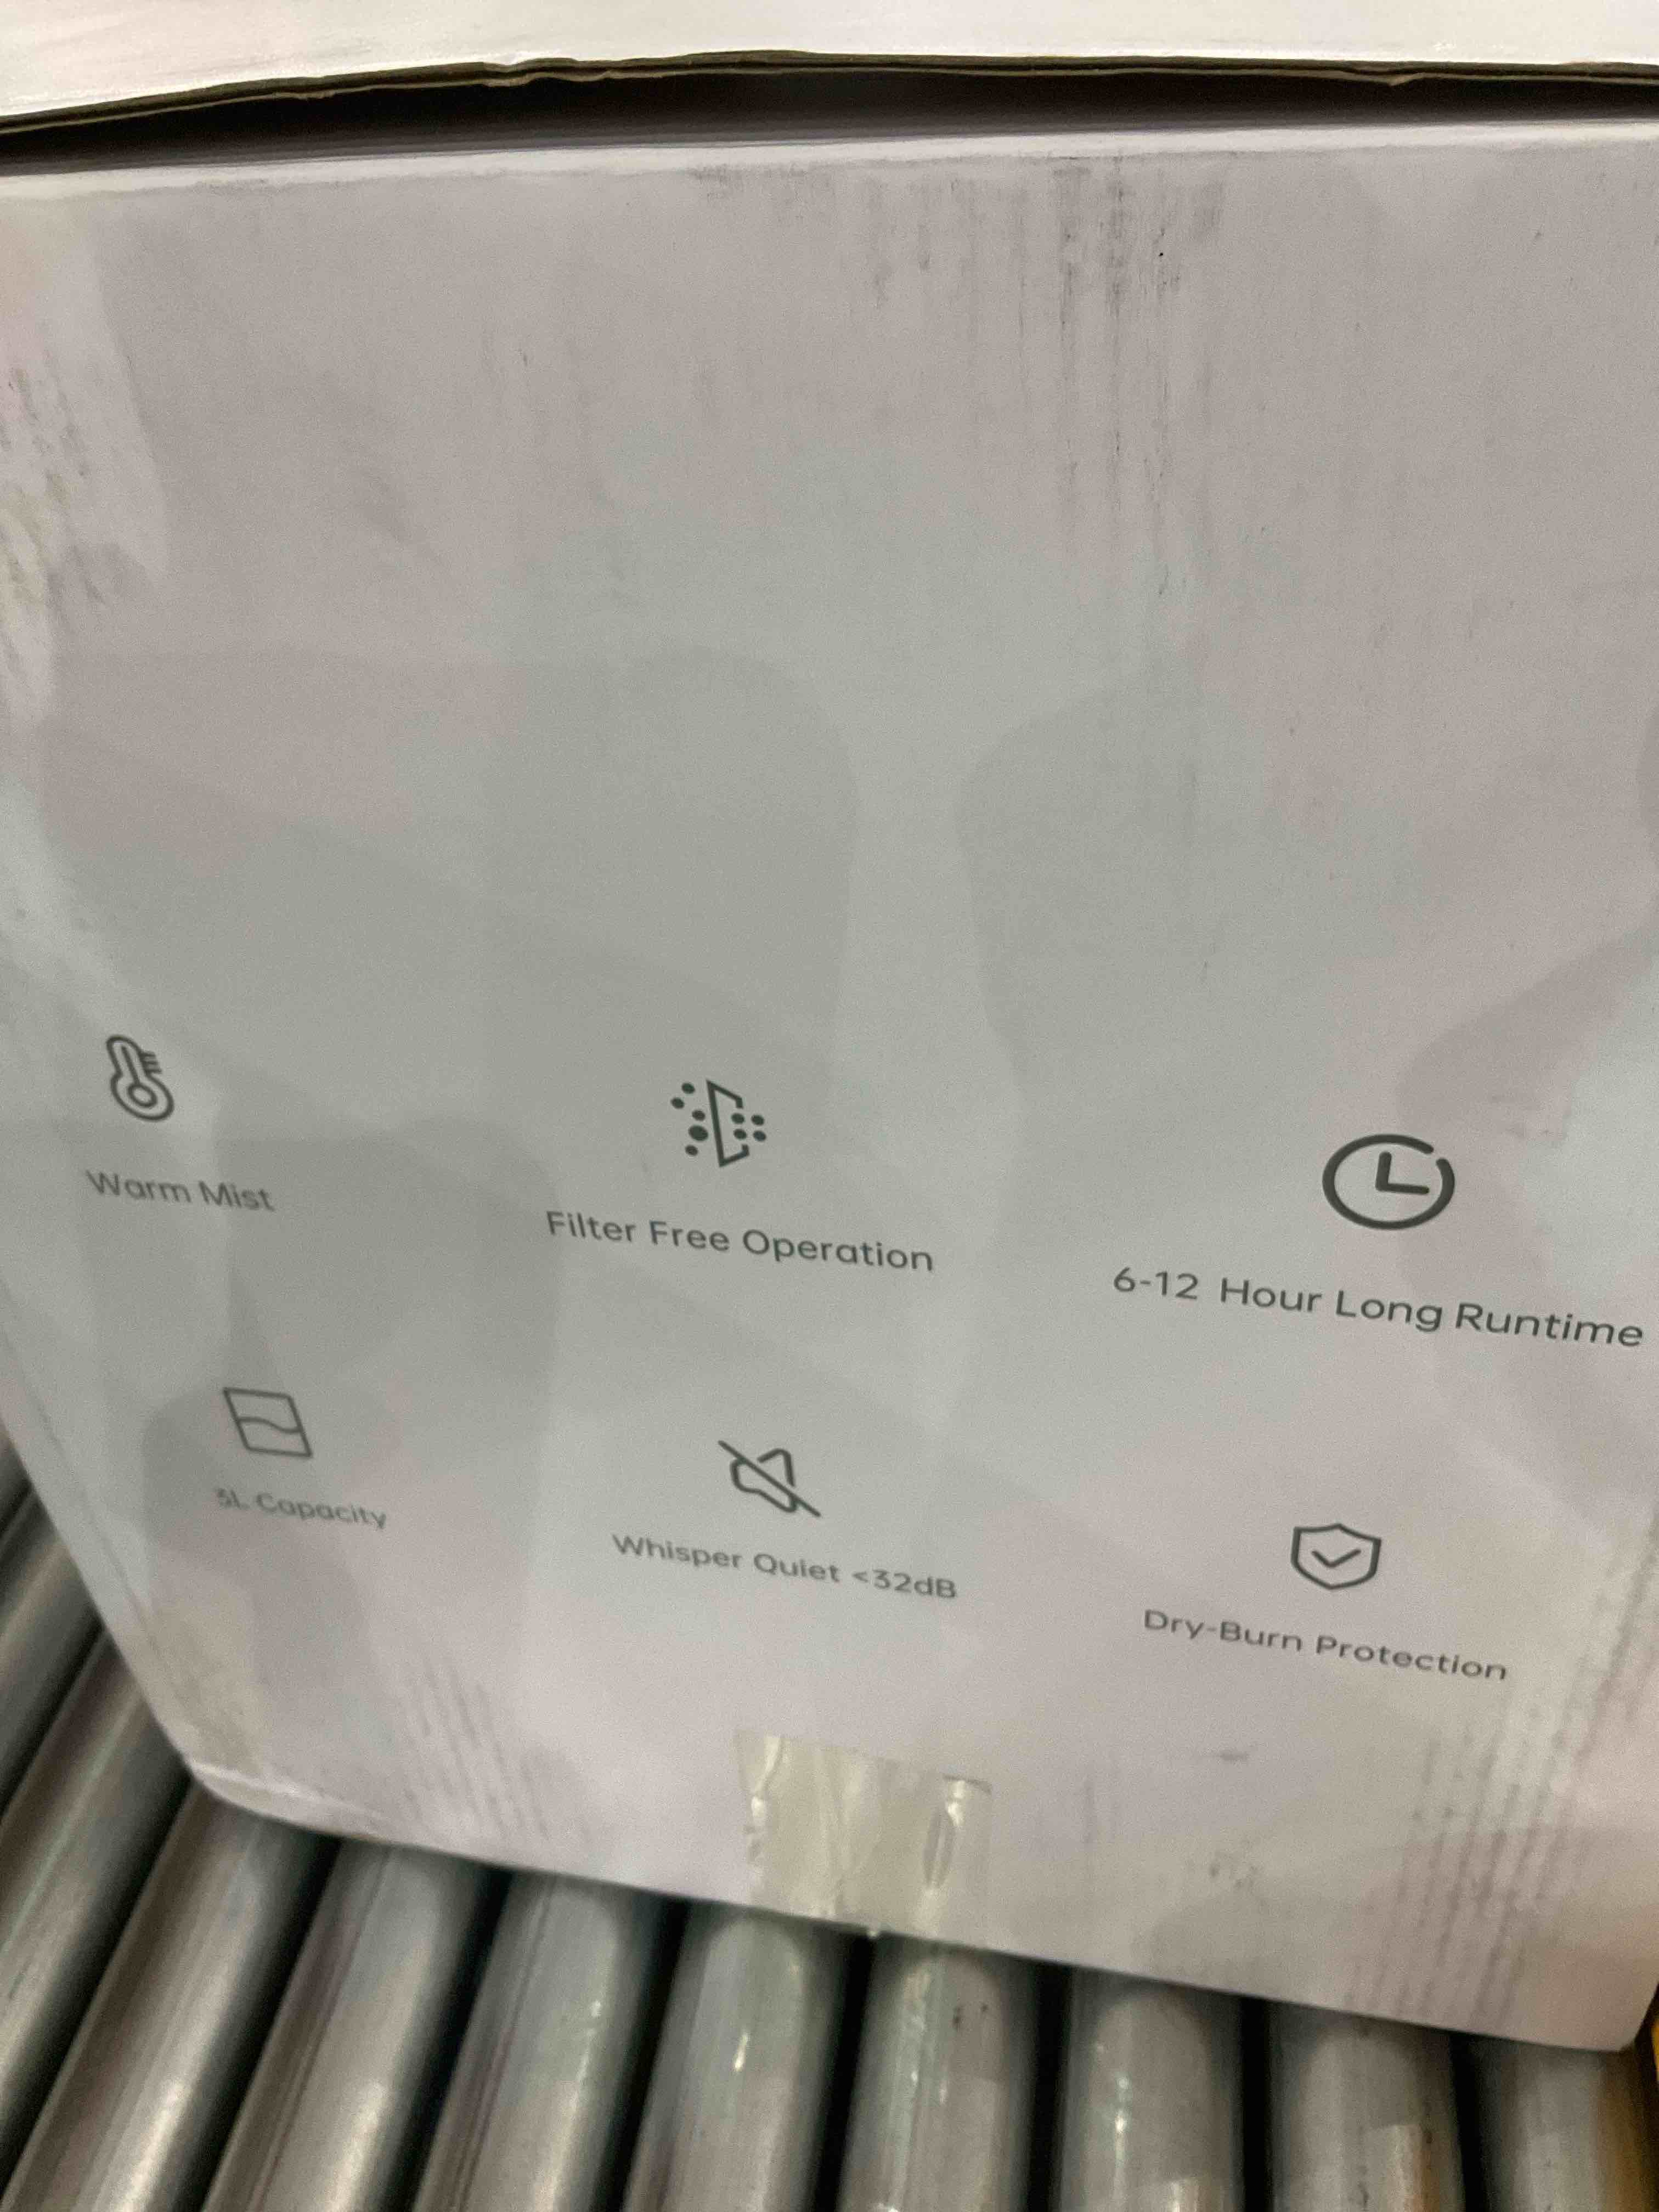 Warm Mist
Filter Free Operation
6-12 Hour Long Runtime
Capacity
Whisper Quiet <32dB
Dry-Burn Protection